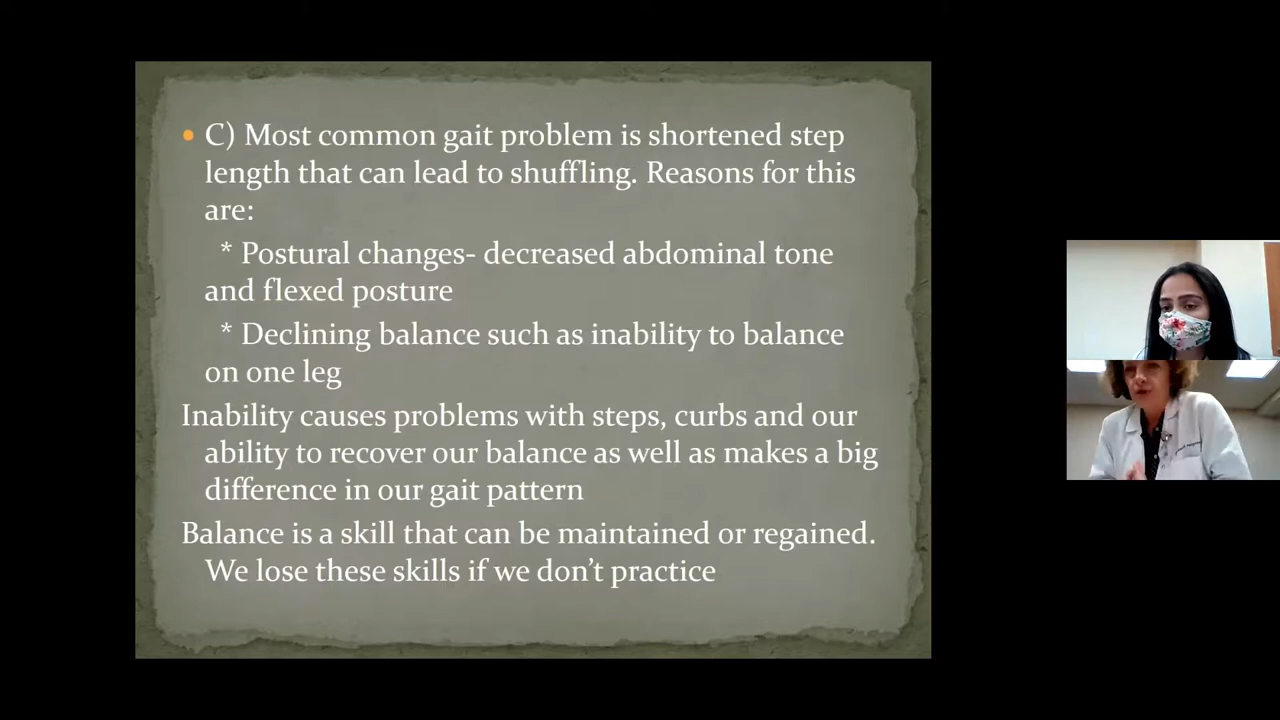 C) Most common gait problem is shortened step
length that can lead to shuffling. Reasons for this
are:
* Postural changes- decreased abdominal tone
and flexed posture
* Declining balance such as inability to balance
on one leg
Inability causes problems with steps, curbs and our
ability to recover our balance as well as makes a big
difference in our gait pattern
Balance is a skill that can be maintained or regained.
We lose these skills if we don't practice